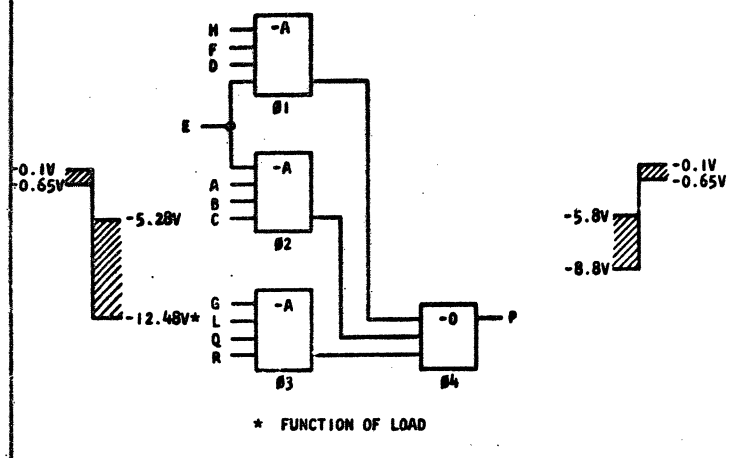 H
-A
F
D
Ø1
E
-0.1V
-0.65V
-A
A
B
C
Ø2
-5.28V
-0.1V
-0.65V
-5.8V
-8.8V
-12.48V*
G
-A
L
Q
R
Ø3
-O
P
Ø4
* FUNCTION OF LOAD